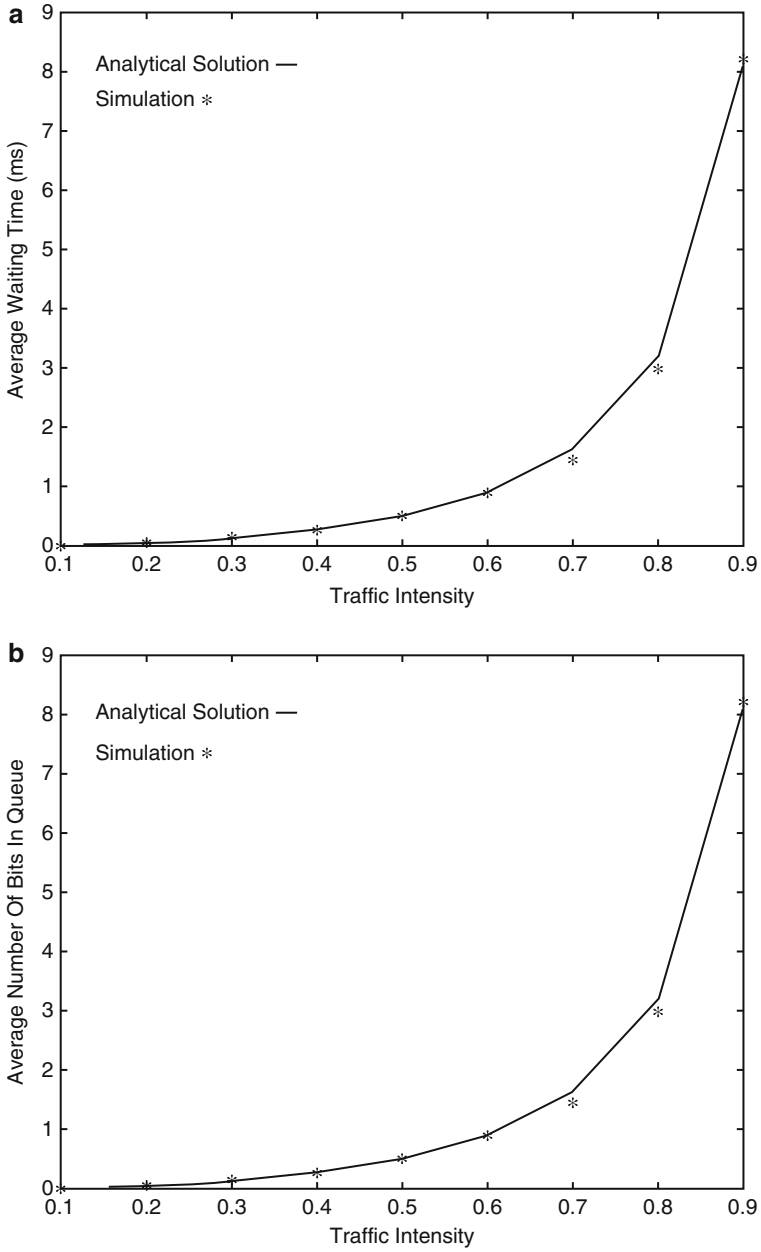 a
9
8
7
6
5
4
3
2
1
0
Average Waiting Time (ms)
Analytical Solution —
Simulation *
0.1 0.2 0.3 0.4 0.5 0.6 0.7 0.8 0.9
Traffic Intensity
b
9
8
7
6
5
4
3
2
1
0
Average Number Of Bits In Queue
Analytical Solution —
Simulation *
0.1 0.2 0.3 0.4 0.5 0.6 0.7 0.8 0.9
Traffic Intensity